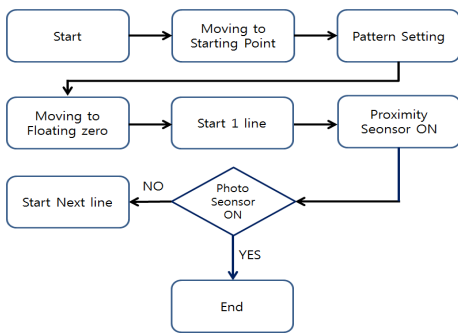 Start
Moving to
Starting Point
Pattern Setting
Moving to
Floating zero
Start 1 line
Proximity
Seonsor ON
Start Next line
NO
Photo
Seonsor
ON
YES
End